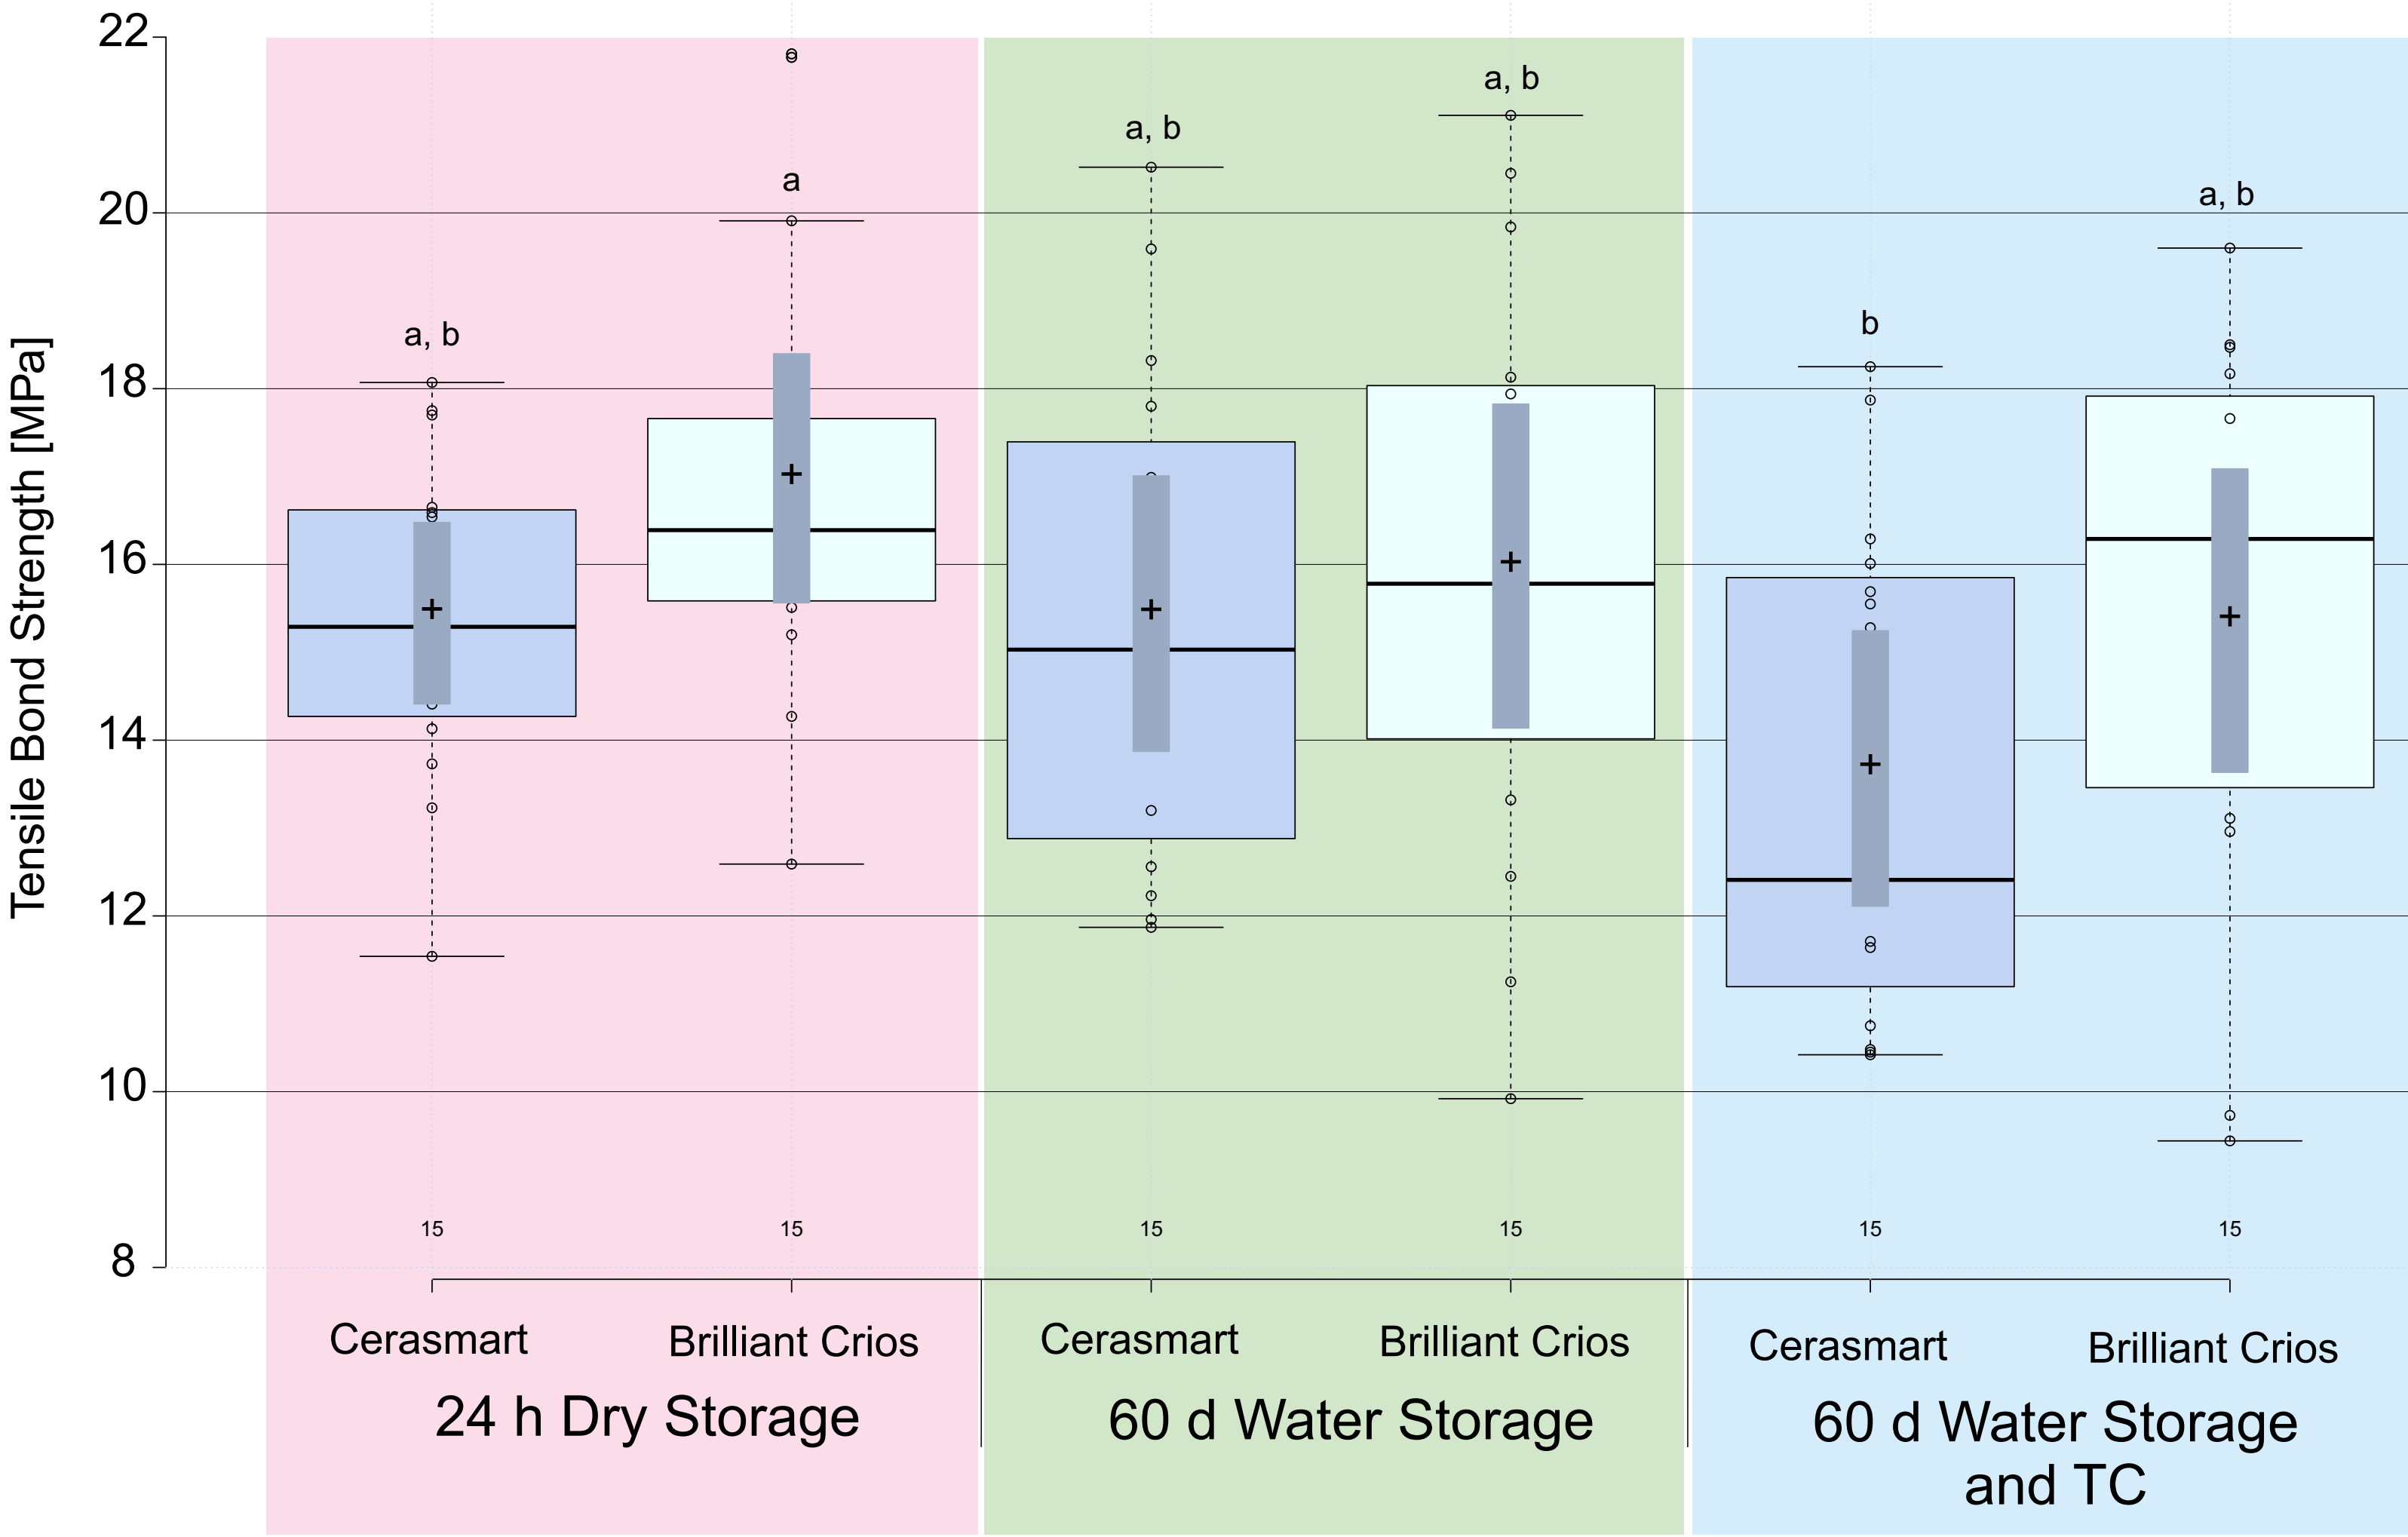 Tensile Bond Strength [MPa]
22
20
18
16
14
12
10
8
a, b
a
a, b
a, b
b
a, b
15
15
15
15
15
15
Cerasmart
Brilliant Crios
Cerasmart
Brilliant Crios
Cerasmart
Brilliant Crios
24 h Dry Storage
60 d Water Storage
60 d Water Storage
and TC